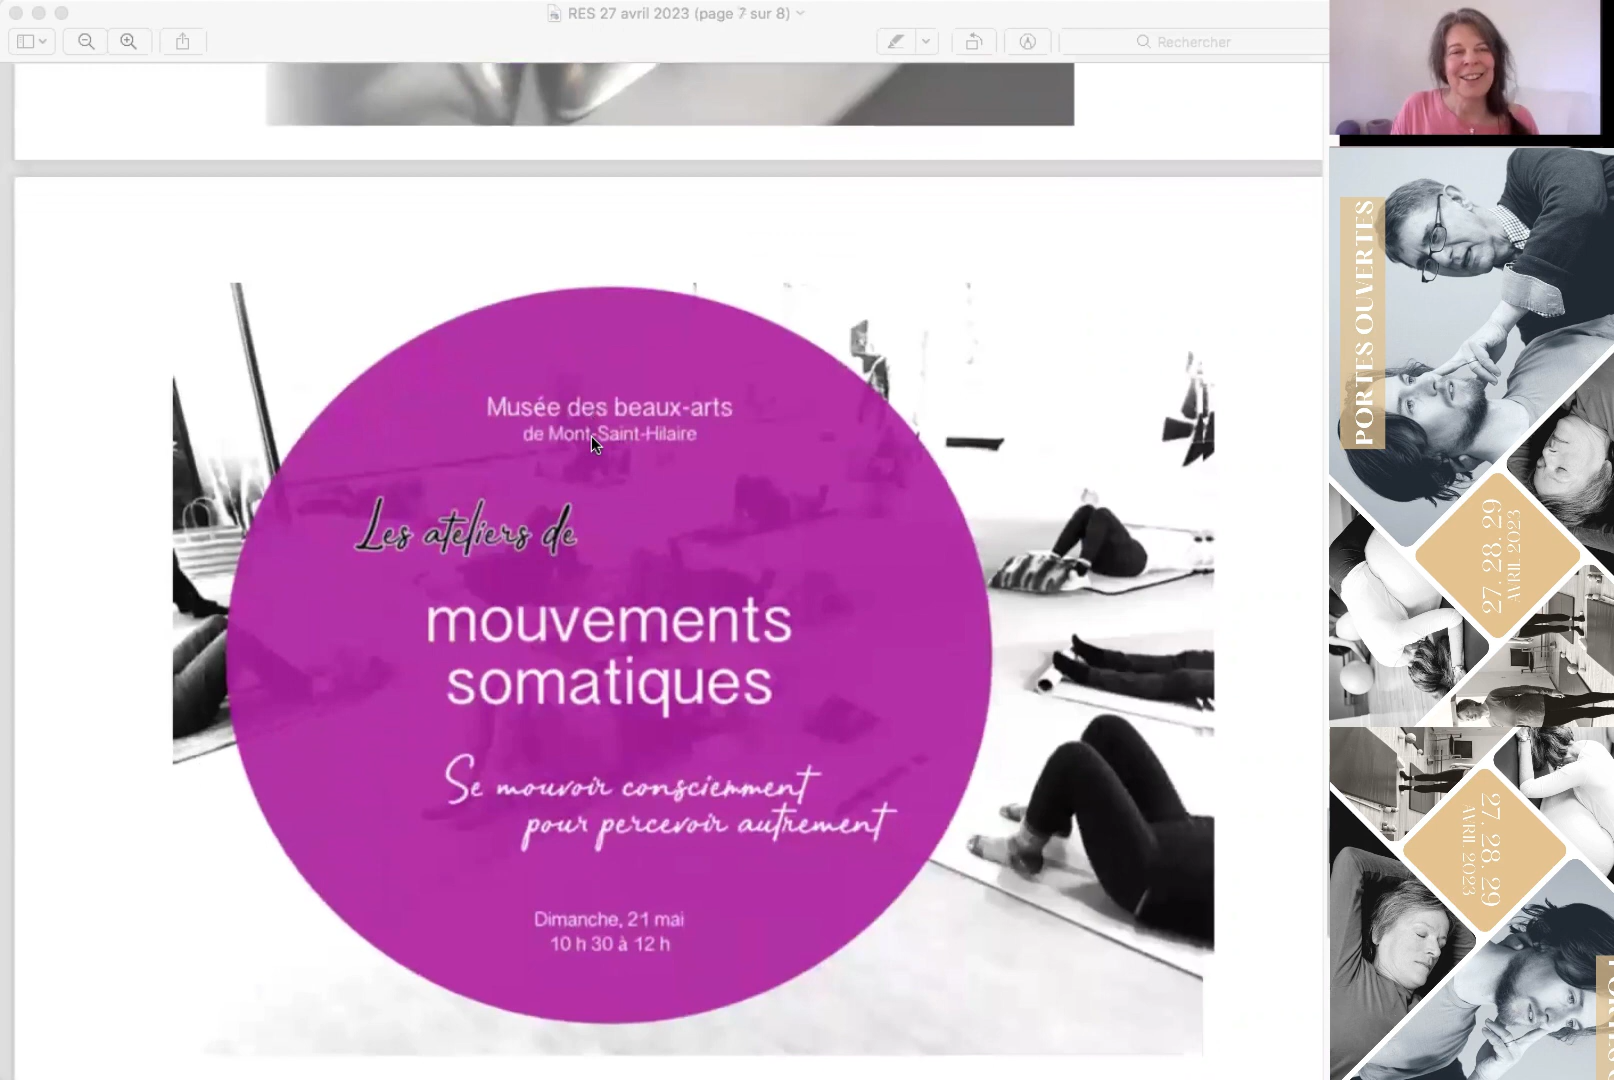 RES 27 avril 2023 (page 7 sur 8)
Rechercher
Musée des beaux-arts
de Mont-Saint-Hilaire
Les ateliers de
mouvements
somatiques
Se mouvoir consciemment
pour percevoir autrement
Dimanche, 21 mai
10 h 30 à 12 h
PORTES OUVERTES
27. 28. 29
AVRIL 2023
27. 28. 29
AVRIL 2023